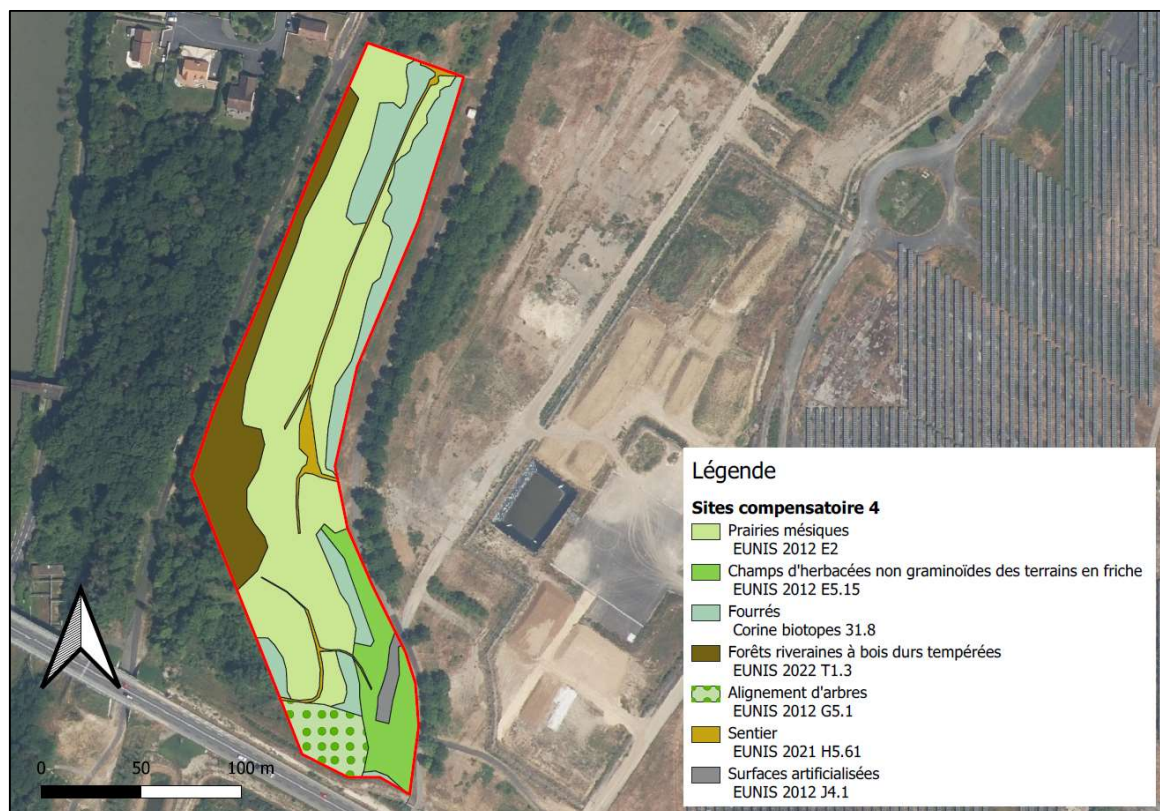 Légende
Sites compensatoire 4
Prairies mésiques
EUNIS 2012 E2
Champs d'herbacées non graminoïdes des terrains en friche
EUNIS 2012 E5.15
Fourrés
Corine biotopes 31.8
Forêts riveraines à bois durs tempérées
EUNIS 2022 T1.3
Alignement d'arbres
EUNIS 2012 G5.1
Sentier
EUNIS 2021 H5.61
Surfaces artificialisées
EUNIS 2012 J4.1
0 50 100 m